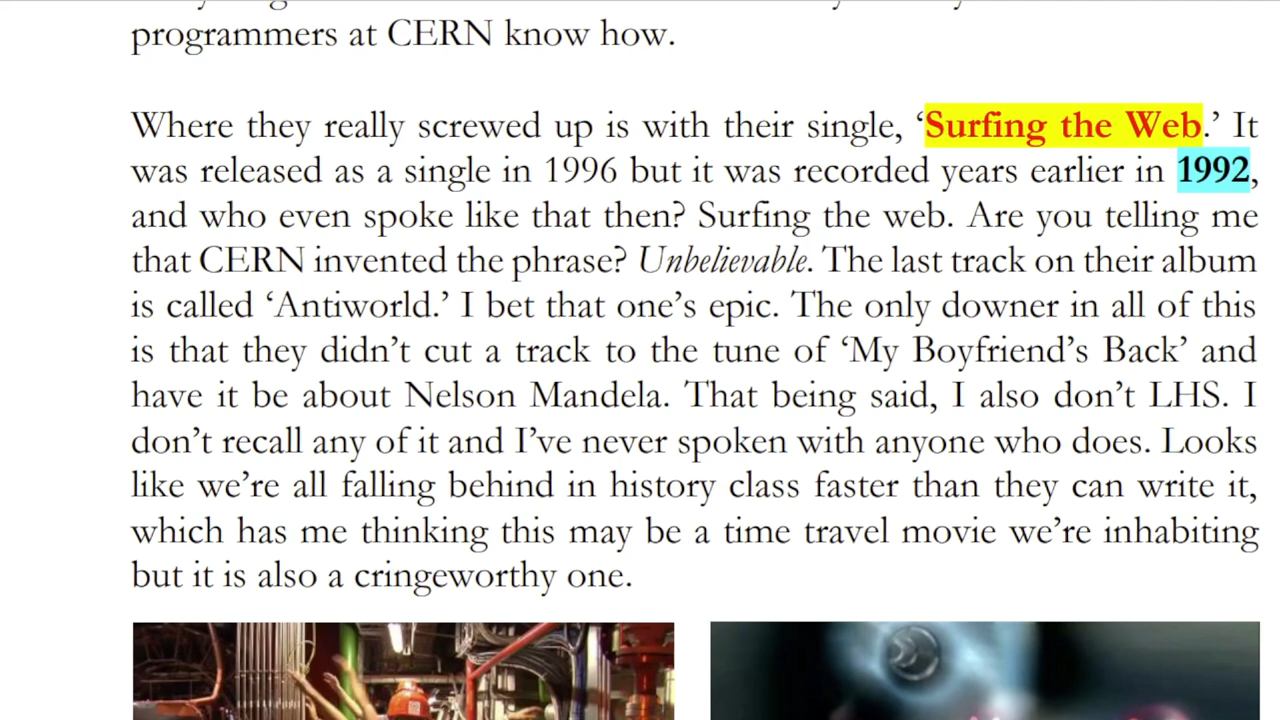 programmers at CERN know how.
Where they really screwed up is with their single, ‘Surfing the Web.’ It
was released as a single in 1996 but it was recorded years earlier in 1992,
and who even spoke like that then? Surfing the web. Are you telling me
that CERN invented the phrase? Unbelievable. The last track on their album
is called ‘Antiworld.’ I bet that one’s epic. The only downer in all of this
is that they didn’t cut a track to the tune of ‘My Boyfriend’s Back’ and
have it be about Nelson Mandela. That being said, I also don’t LHS. I
don’t recall any of it and I’ve never spoken with anyone who does. Looks
like we’re all falling behind in history class faster than they can write it,
which has me thinking this may be a time travel movie we’re inhabiting
but it is also a cringeworthy one.